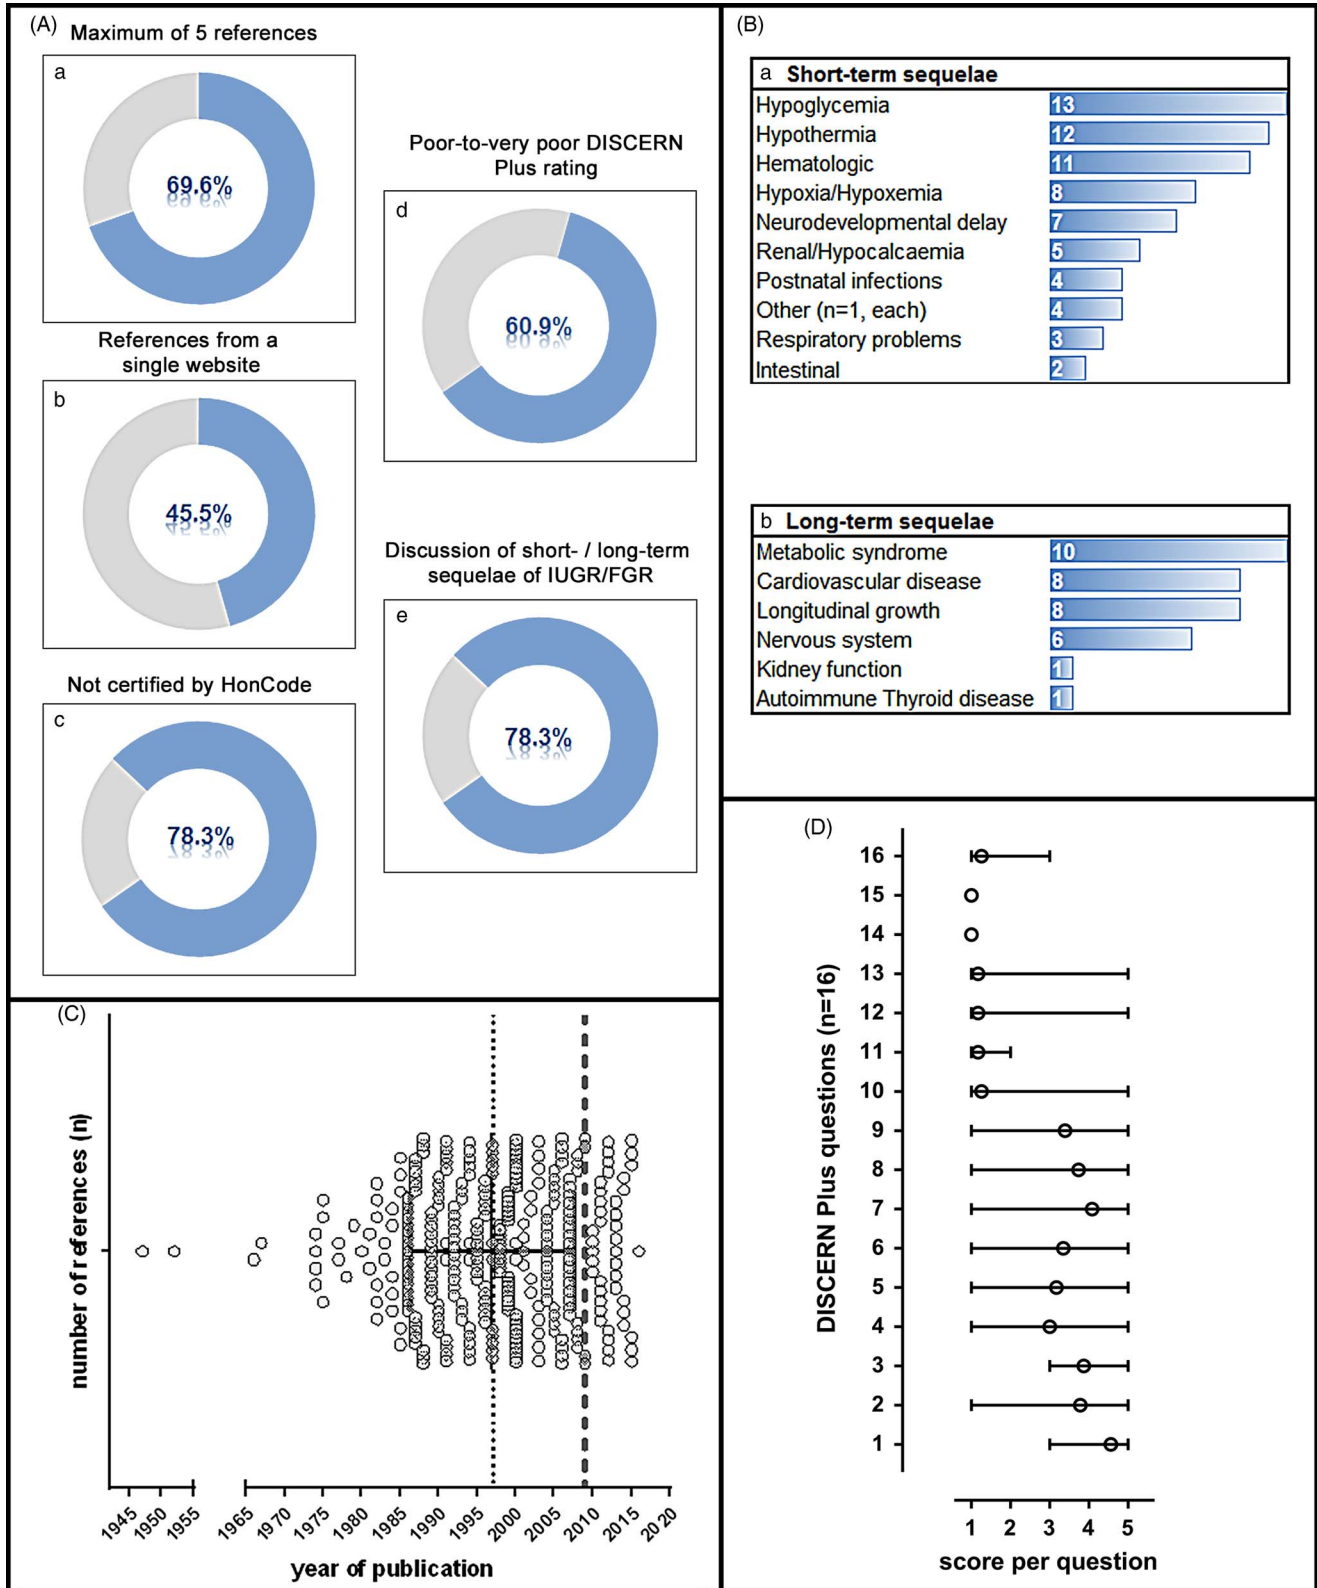 (A)
Maximum of 5 references
a
69.6%
References from a
single website
b
45.5%
Not certified by HonCode
c
78.3%
Poor-to-very poor DISCERN
Plus rating
d
60.9%
Discussion of short- / long-term
sequelae of IUGR/FGR
e
78.3%
(B)
a Short-term sequelae
Hypoglycemia 13
Hypothermia 12
Hematologic 11
Hypoxia/Hypoxemia 8
Neurodevelopmental delay 7
Renal/Hypocalcaemia 5
Postnatal infections 4
Other (n=1, each) 4
Respiratory problems 3
Intestinal 2
b Long-term sequelae
Metabolic syndrome 10
Cardiovascular disease 8
Longitudinal growth 8
Nervous system 6
Kidney function 1
Autoimmune Thyroid disease 1
(C)
number of references (n)
1945 1950 1955 1965 1970 1975 1980 1985 1990 1995 2000 2005 2010 2015 2020
year of publication
(D)
DISCERN Plus questions (n=16)
16
15
14
13
12
11
10
9
8
7
6
5
4
3
2
1
1 2 3 4 5
score per question